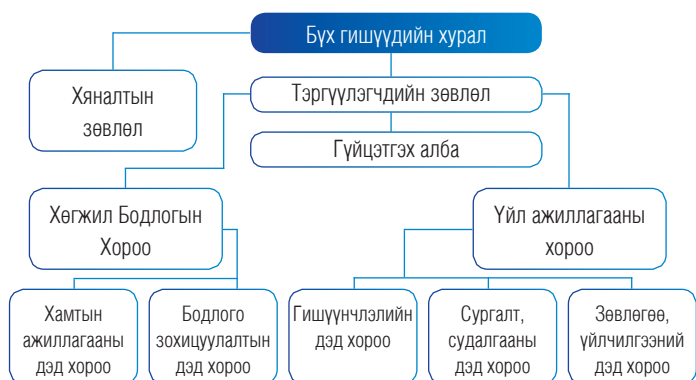 Бүх гишүүдийн хурал
Хяналтын
зөвлөл
Тэргүүлэгчдийн зөвлөл
Гүйцэтгэх алба
Хөгжил Бодлогын
Хороо
Үйл ажиллагааны
хороо
Хамтын
ажиллагааны
дэд хороо
Бодлого
зохицуулалтын
дэд хороо
Гишүүнчлэлийн
дэд хороо
Сургалт,
судалгааны
дэд хороо
Зөвлөгөө,
үйлчилгээний
дэд хороо